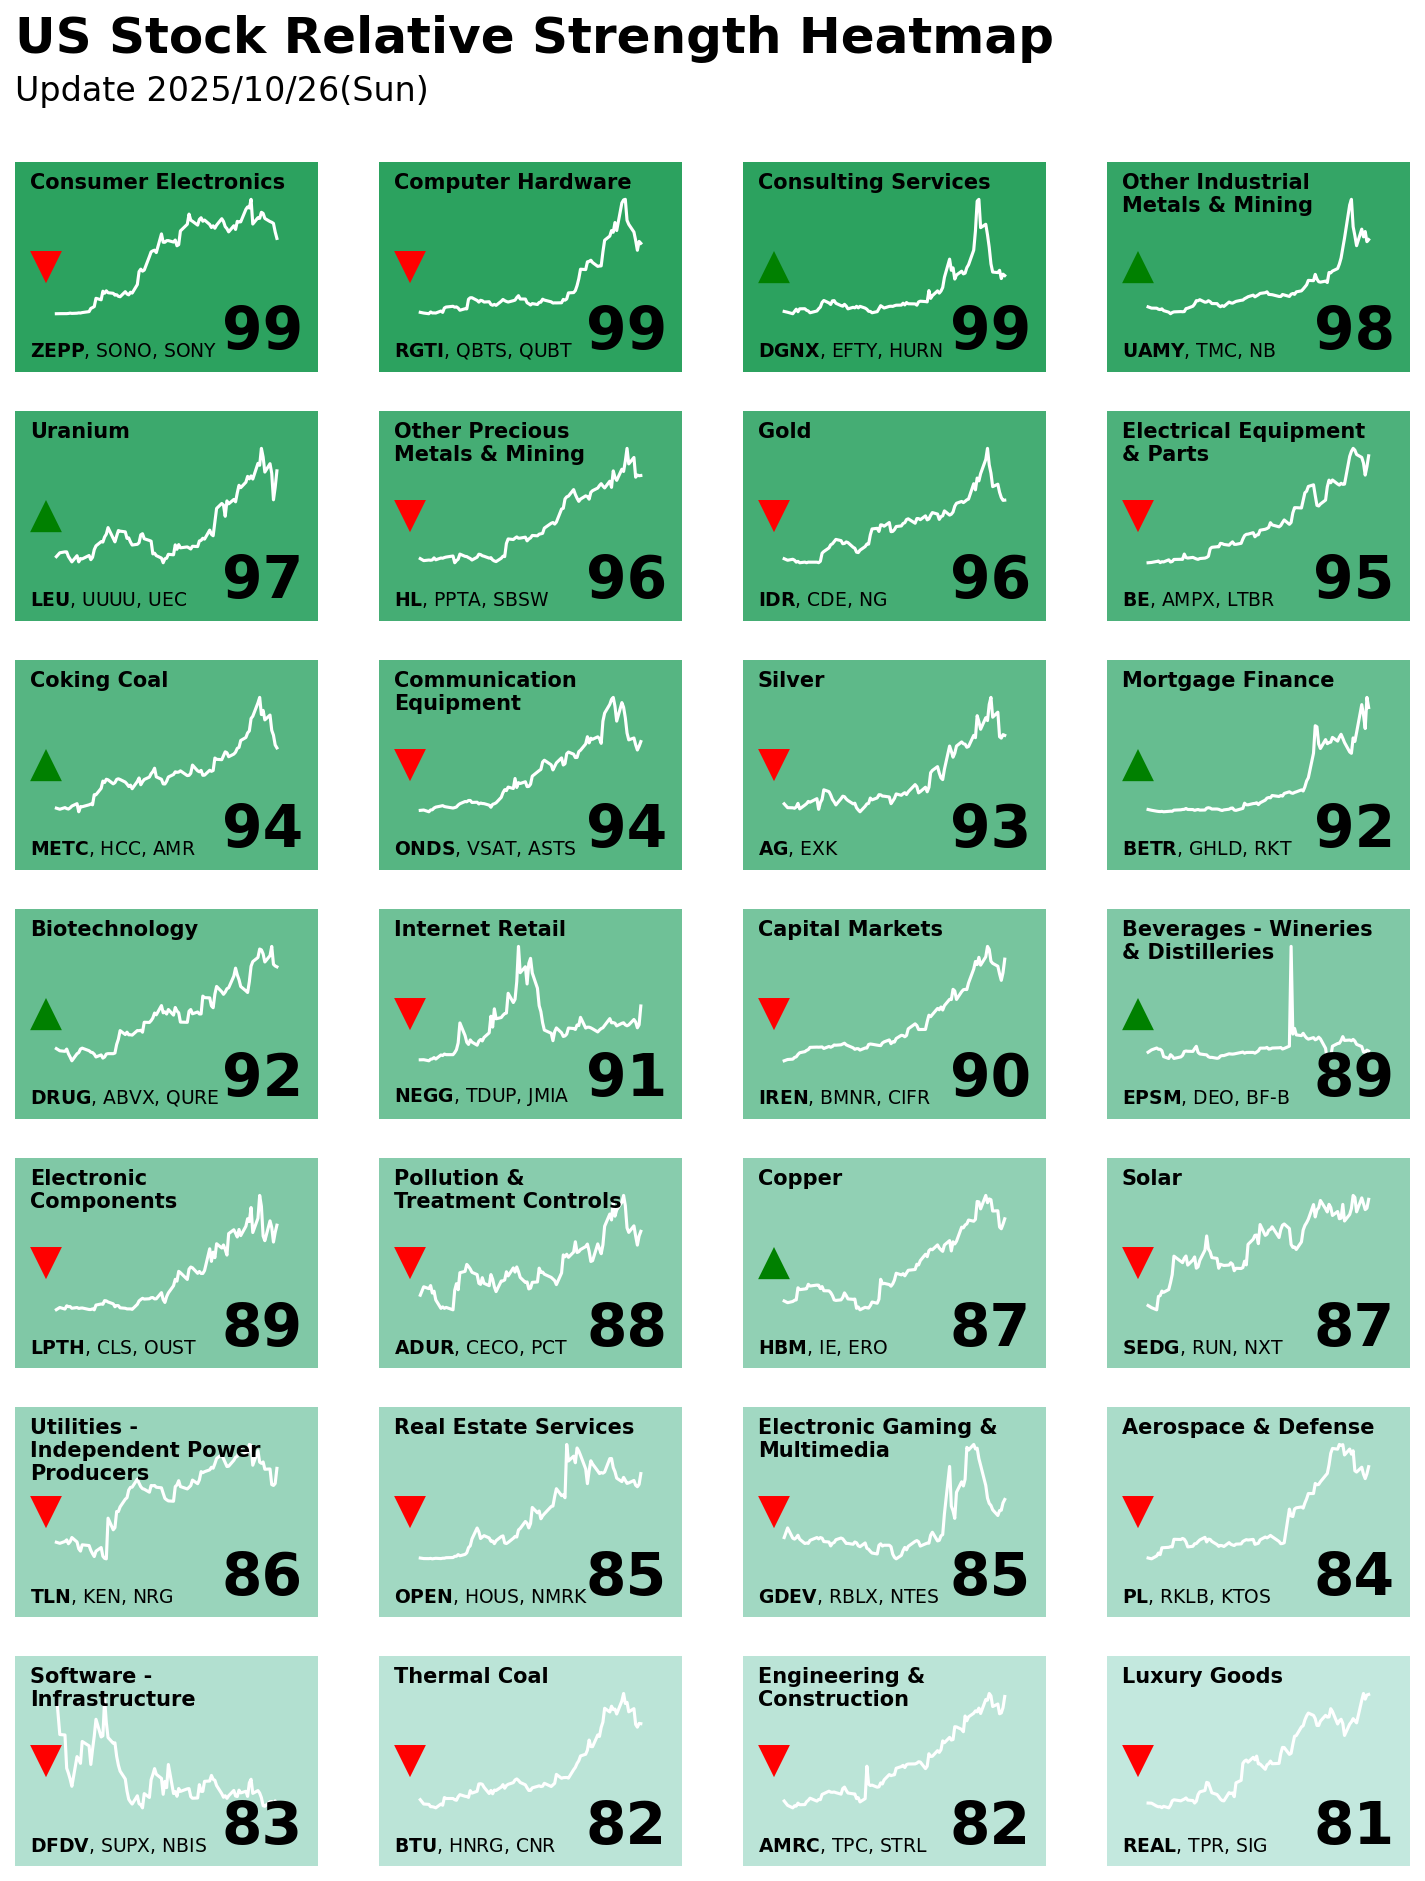 US Stock Relative Strength Heatmap
Update 2025/10/26(Sun)
Consumer Electronics
99
ZEPP, SONO, SONY
Computer Hardware
99
RGTI, QBTS, QUBT
Consulting Services
99
DGNX, EFTY, HURN
Other Industrial
Metals & Mining
98
UAMY, TMC, NB
Uranium
97
LEU, UUUU, UEC
Other Precious
Metals & Mining
96
HL, PPTA, SBSW
Gold
96
IDR, CDE, NG
Electrical Equipment
& Parts
95
BE, AMPX, LTBR
Coking Coal
94
METC, HCC, AMR
Communication
Equipment
94
ONDS, VSAT, ASTS
Silver
93
AG, EXK
Mortgage Finance
92
BETR, GHLD, RKT
Biotechnology
92
DRUG, ABVX, QURE
Internet Retail
91
NEGG, TDUP, JMIA
Capital Markets
90
IREN, BMNR, CIFR
Beverages - Wineries
& Distilleries
89
EPSM, DEO, BF-B
Electronic
Components
89
LPTH, CLS, OUST
Pollution &
Treatment Controls
88
ADUR, CECO, PCT
Copper
87
HBM, IE, ERO
Solar
87
SEDG, RUN, NXT
Utilities -
Independent Power
Producers
86
TLN, KEN, NRG
Real Estate Services
85
OPEN, HOUS, NMRK
Electronic Gaming &
Multimedia
85
GDEV, RBLX, NTES
Aerospace & Defense
84
PL, RKLB, KTOS
Software -
Infrastructure
83
DFDV, SUPX, NBIS
Thermal Coal
82
BTU, HNRG, CNR
Engineering &
Construction
82
AMRC, TPC, STRL
Luxury Goods
81
REAL, TPR, SIG